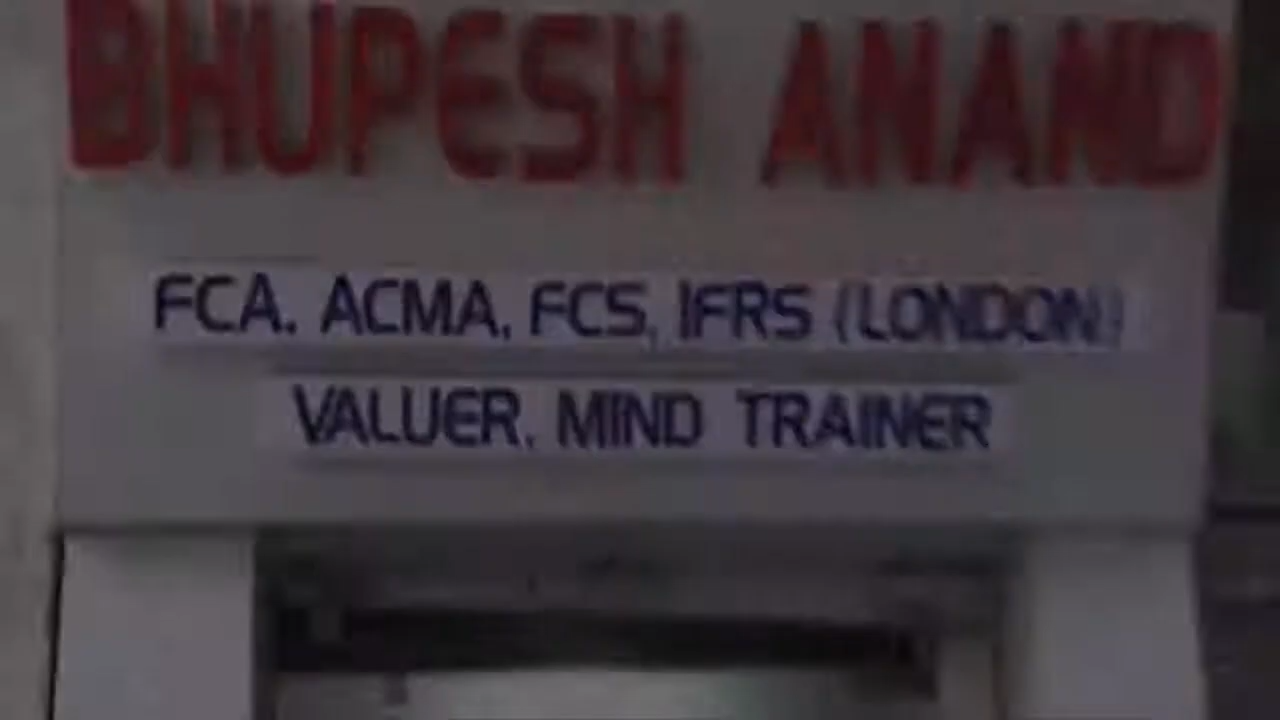 BHUPESH ANAND
FCA, ACMA, FCS, IFRS (LONDON)
VALUER, MIND TRAINER